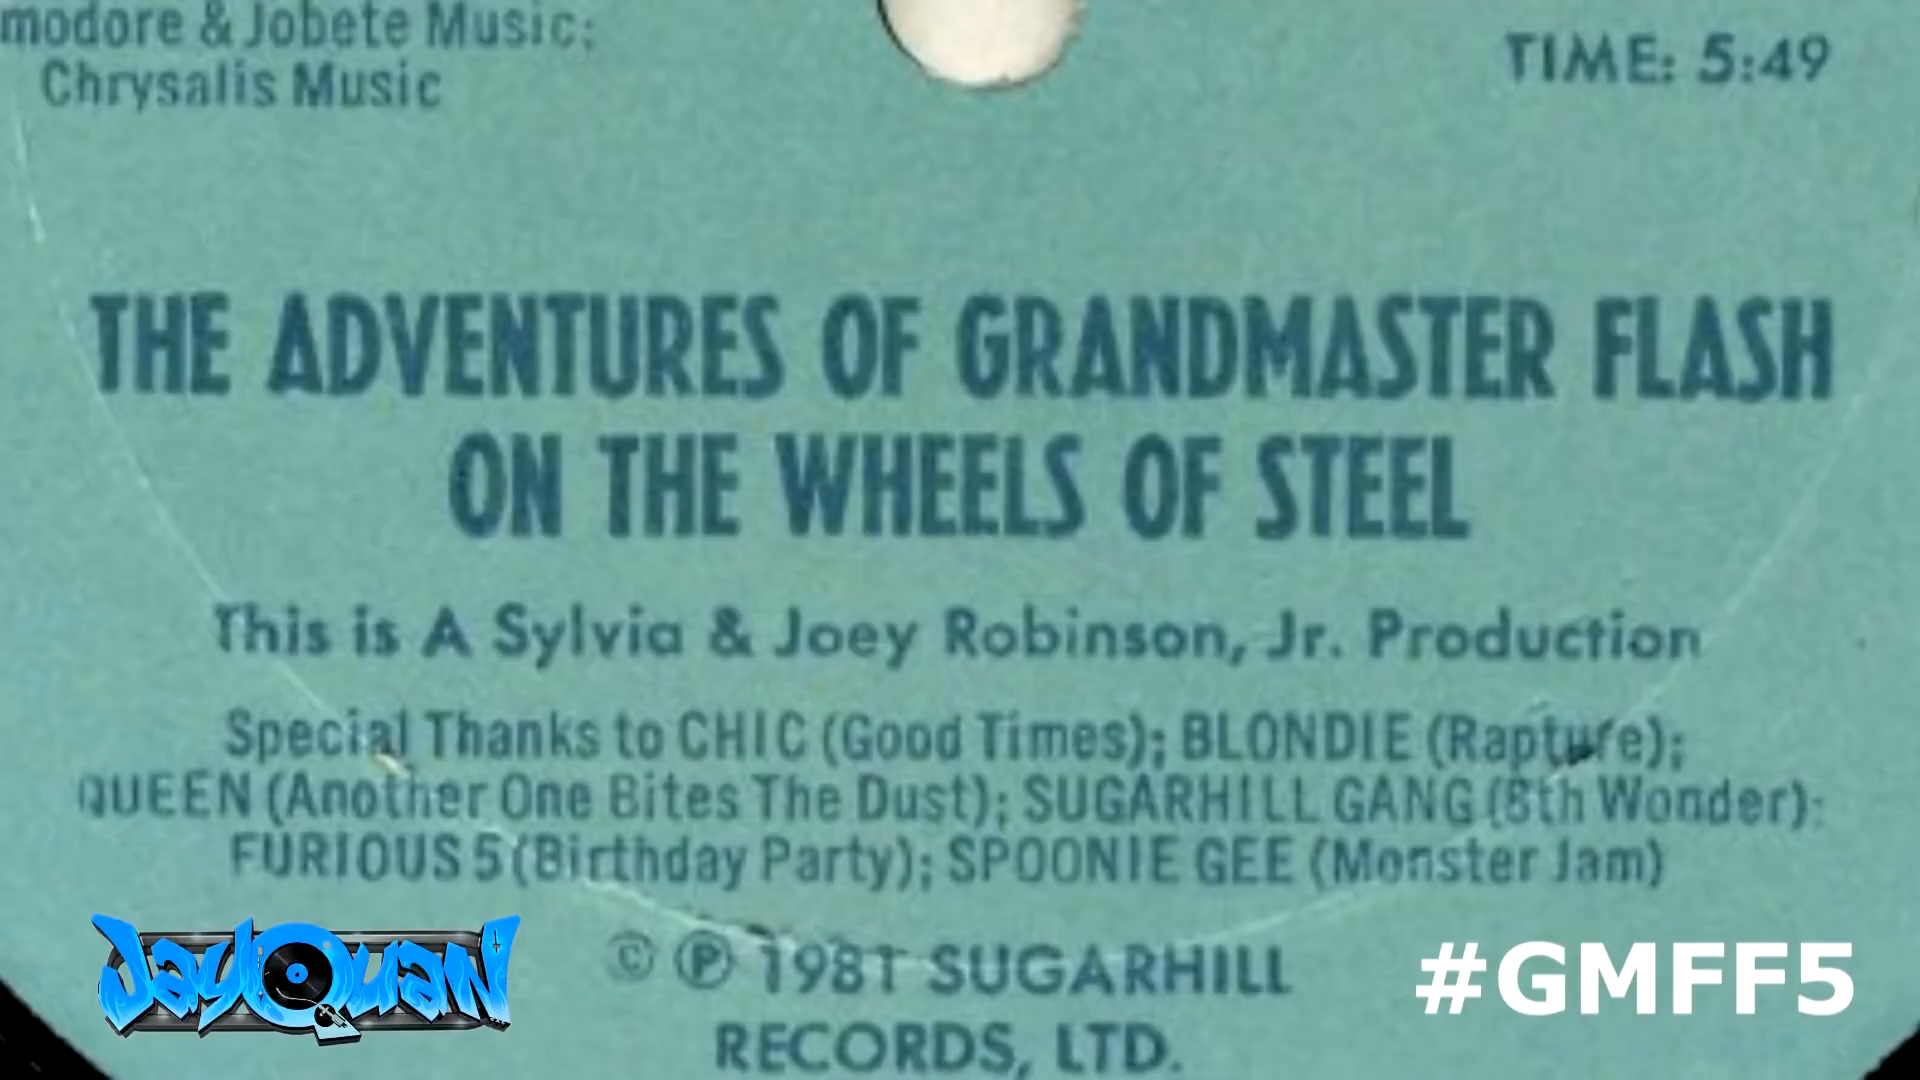 modore & Jobete Music;
Chrysalis Music
TIME: 5:49
THE ADVENTURES OF GRANDMASTER FLASH
ON THE WHEELS OF STEEL
This is A Sylvia & Joey Robinson, Jr. Production
Special Thanks to CHIC (Good Times); BLONDIE (Rapture);
QUEEN (Another One Bites The Dust); SUGARHILL GANG (8th Wonder);
FURIOUS 5 (Birthday Party); SPOONIE GEE (Monster Jam)
© ℗ 1981 SUGARHILL
RECORDS, LTD.
JayQuan
#GMFF5